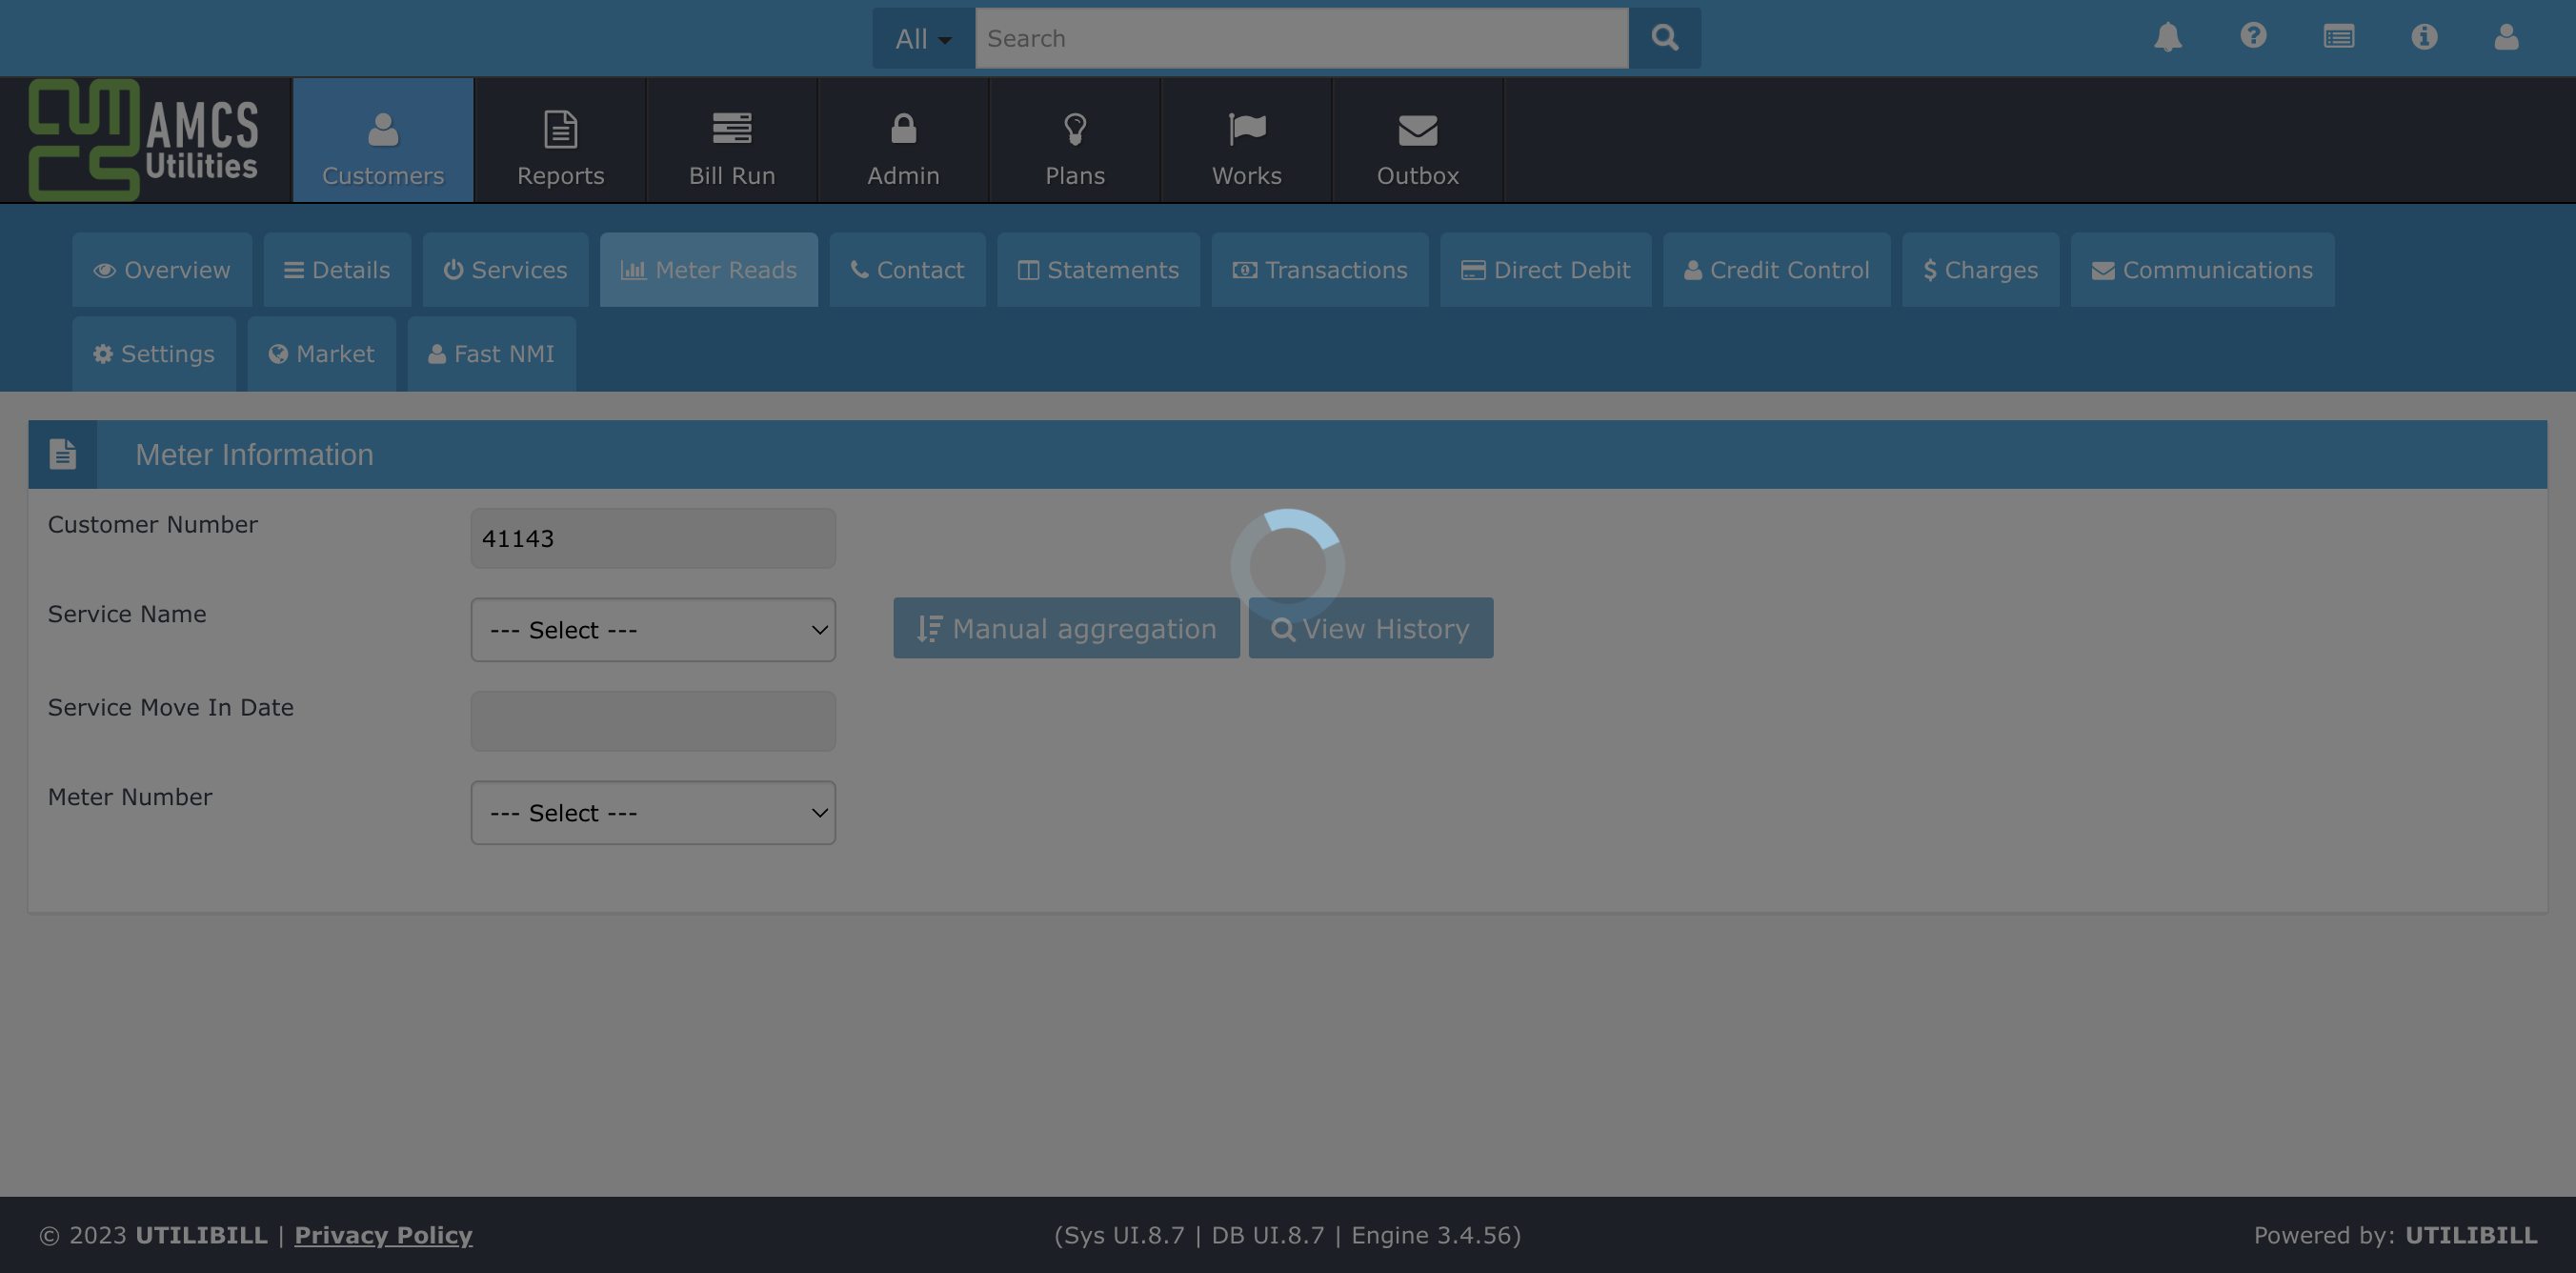 All
Search
AMCS
Utilities
Customers
Reports
Bill Run
Admin
Plans
Works
Outbox
Overview
Details
Services
Meter Reads
Contact
Statements
Transactions
Direct Debit
Credit Control
Charges
Communications
Settings
Market
Fast NMI
Meter Information
Customer Number
41143
Service Name
--- Select ---
Manual aggregation
View History
Service Move In Date
Meter Number
--- Select ---
© 2023 UTILIBILL | Privacy Policy
(Sys UI.8.7 | DB UI.8.7 | Engine 3.4.56)
Powered by: UTILIBILL